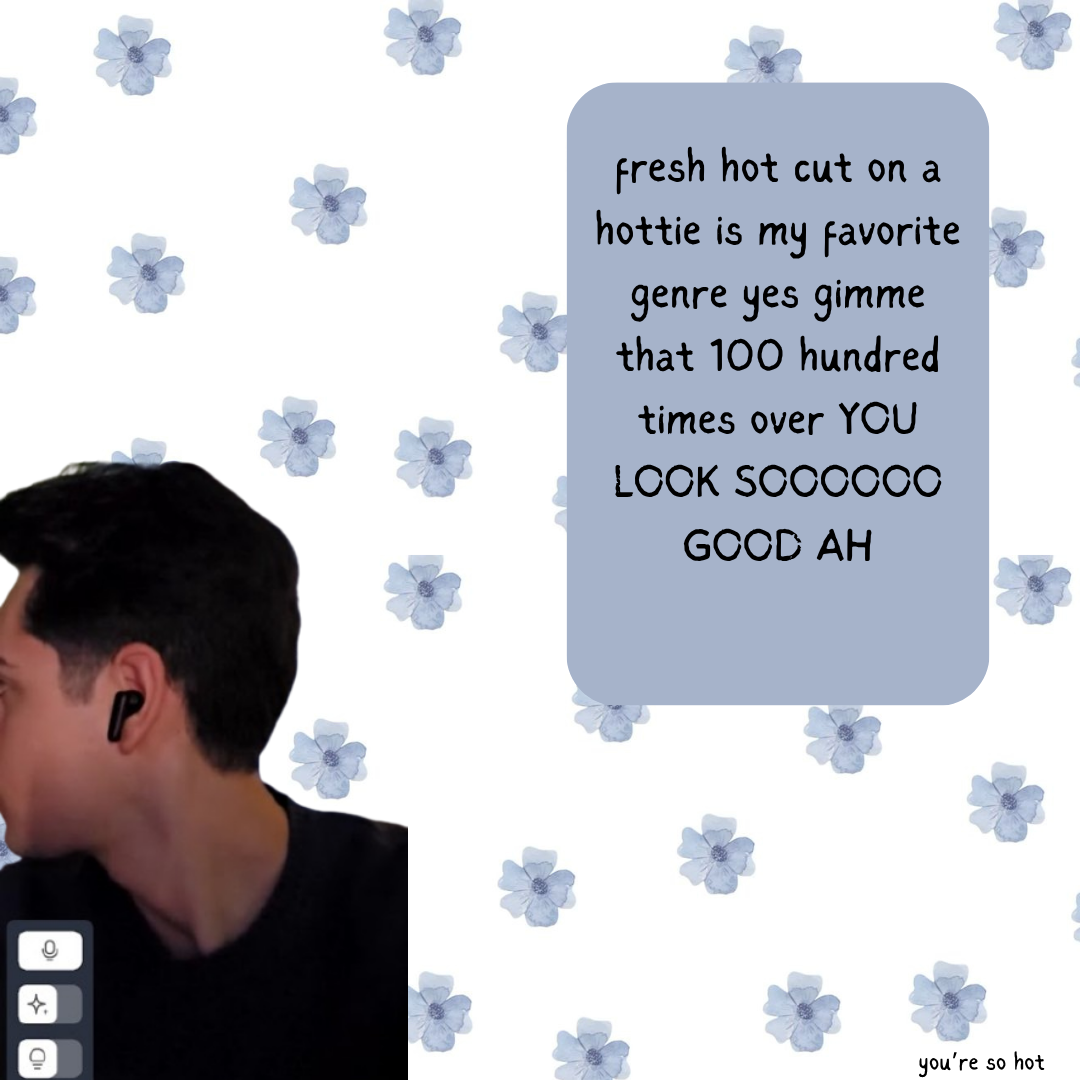 fresh hot cut on a
hottie is my favorite
genre yes gimme
that 100 hundred
times over YOU
LOOK SOOOOOO
GOOD AH
you're so hot